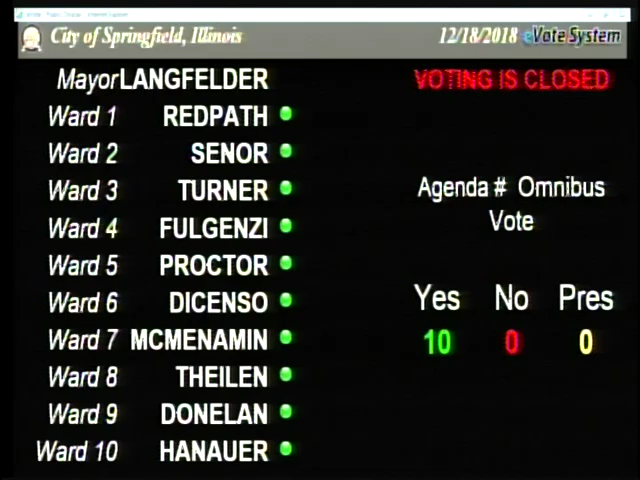 City of Springfield, Illinois 12/18/2018 eVote System
Mayor LANGFELDER VOTING IS CLOSED
Ward 1 REDPATH
Ward 2 SENOR
Ward 3 TURNER
Ward 4 FULGENZI
Ward 5 PROCTOR
Ward 6 DICENSO
Ward 7 MCMENAMIN
Ward 8 THEILEN
Ward 9 DONELAN
Ward 10 HANAUER
Agenda # Omnibus
Vote
Yes No Pres
10 0 0